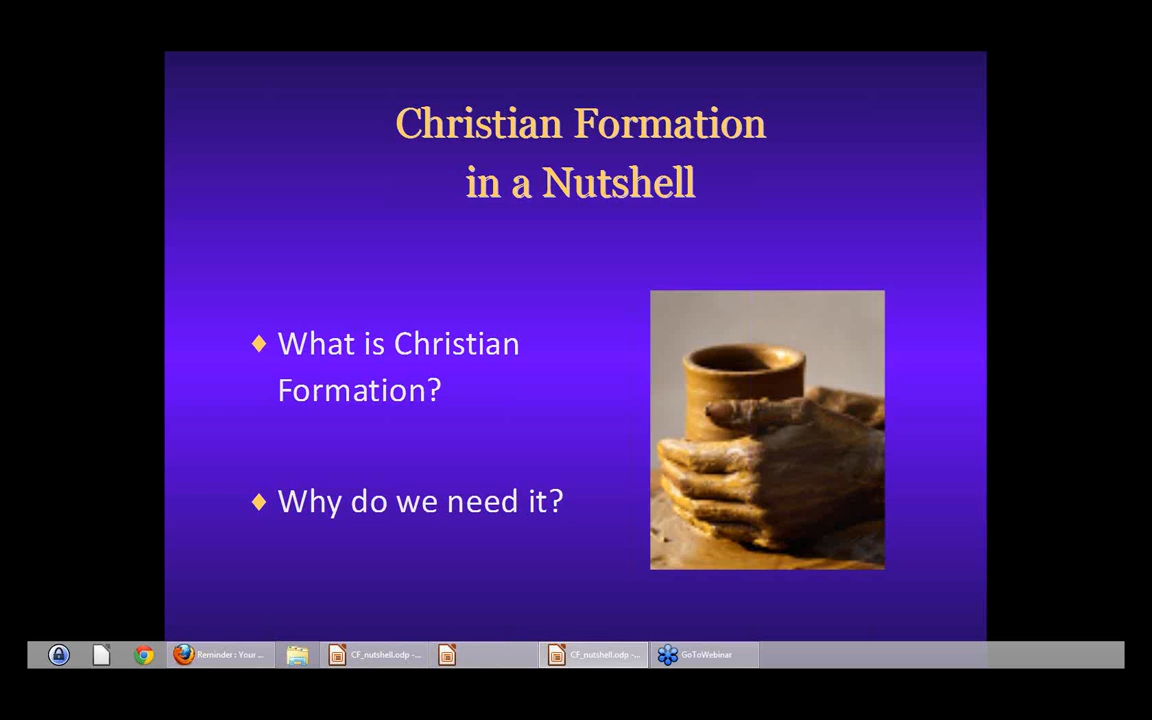 Christian Formation
in a Nutshell
What is Christian
Formation?
Why do we need it?
Reminder : Your ...
CF_nutshell.odp -...
CF_nutshell.odp -...
GoToWebinar